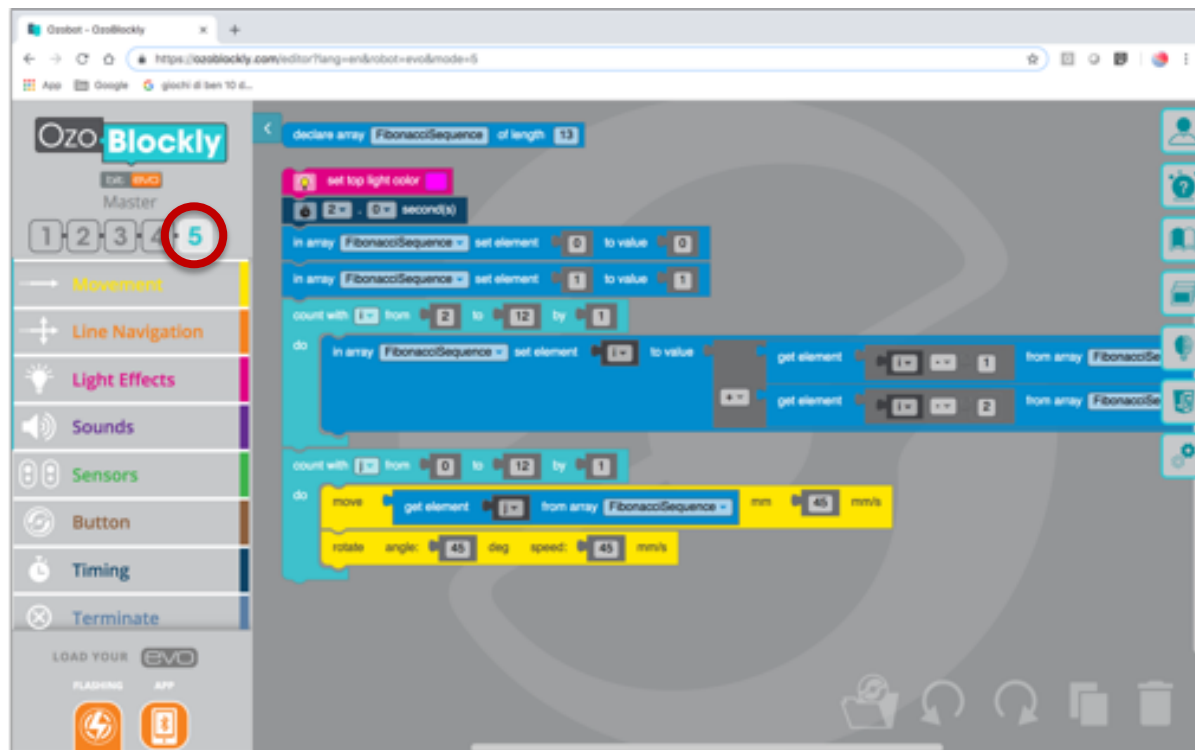 Ozobot - OzoBlockly
https://ozoblockly.com/editor?lang=en&robot=evo&mode=5
App Google giochi di ben 10 d...
OZO Blockly
bit evo
Master
1 2 3 4 5
Movement
Line Navigation
Light Effects
Sounds
Sensors
Button
Timing
Terminate
LOAD YOUR EVO
FLASHING APP
declare array FibonacciSequence of length 13
set top light color
2 . 0 second(s)
in array FibonacciSequence set element 0 to value 0
in array FibonacciSequence set element 1 to value 1
count with i from 2 to 12 by 1
do in array FibonacciSequence set element i to value get element i - 1 from array FibonacciSe
+ get element i - 2 from array FibonacciSe
count with j from 0 to 12 by 1
do move get element j from array FibonacciSequence mm 45 mm/s
rotate angle: 45 deg speed: 45 mm/s